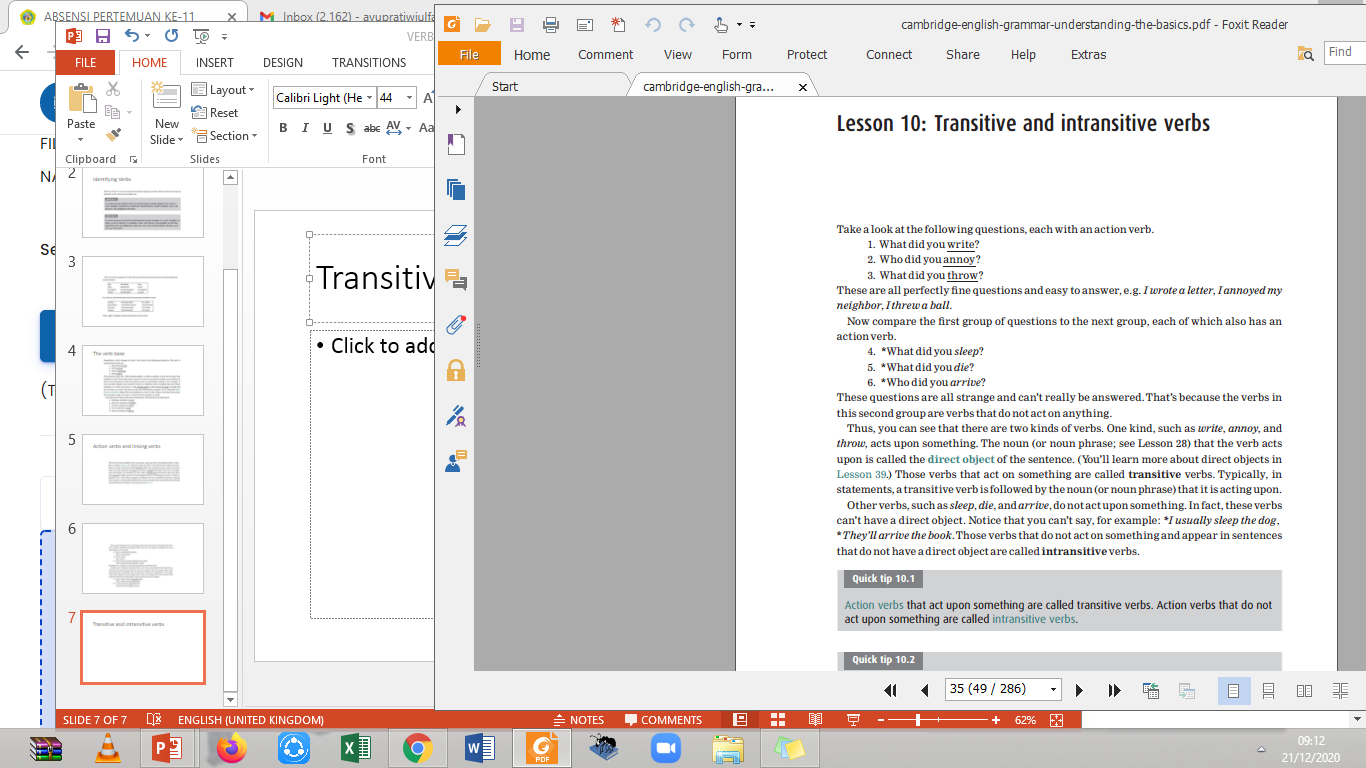 ABSENSI PERTEMUAN KE-11
Inbox (2.162) - ayupratiwiulfa
cambridge-english-grammar-understanding-the-basics.pdf - Foxit Reader
VERB
File
Home
Comment
View
Form
Protect
Connect
Share
Help
Extras
Find
FILE
HOME
INSERT
DESIGN
TRANSITIONS
Start
cambridge-english-gra...
Paste
New
Slide
Layout
Reset
Section
Calibri Light (He
44
B I U S abc AV Aa
Clipboard
Slides
Font
FIL
NA
Se
(T
2
Identifying Verbs
3
4
The verb base
5
Action verbs and linking verbs
6
7
Transitive and intransitive verbs
Transitiv
• Click to add
Lesson 10: Transitive and intransitive verbs
Take a look at the following questions, each with an action verb.
1. What did you write?
2. Who did you annoy?
3. What did you throw?
These are all perfectly fine questions and easy to answer, e.g. I wrote a letter, I annoyed my
neighbor, I threw a ball.
Now compare the first group of questions to the next group, each of which also has an
action verb.
4. *What did you sleep?
5. *What did you die?
6. *Who did you arrive?
These questions are all strange and can't really be answered. That's because the verbs in
this second group are verbs that do not act on anything.
Thus, you can see that there are two kinds of verbs. One kind, such as write, annoy, and
throw, acts upon something. The noun (or noun phrase; see Lesson 28) that the verb acts
upon is called the direct object of the sentence. (You'll learn more about direct objects in
Lesson 39.) Those verbs that act on something are called transitive verbs. Typically, in
statements, a transitive verb is followed by the noun (or noun phrase) that it is acting upon.
Other verbs, such as sleep, die, and arrive, do not act upon something. In fact, these verbs
can't have a direct object. Notice that you can't say, for example: *I usually sleep the dog,
*They'll arrive the book. Those verbs that do not act on something and appear in sentences
that do not have a direct object are called intransitive verbs.
Quick tip 10.1
Action verbs that act upon something are called transitive verbs. Action verbs that do not
act upon something are called intransitive verbs.
Quick tip 10.2
35 (49 / 286)
SLIDE 7 OF 7
ENGLISH (UNITED KINGDOM)
NOTES
COMMENTS
62%
PDF
09:12
21/12/2020